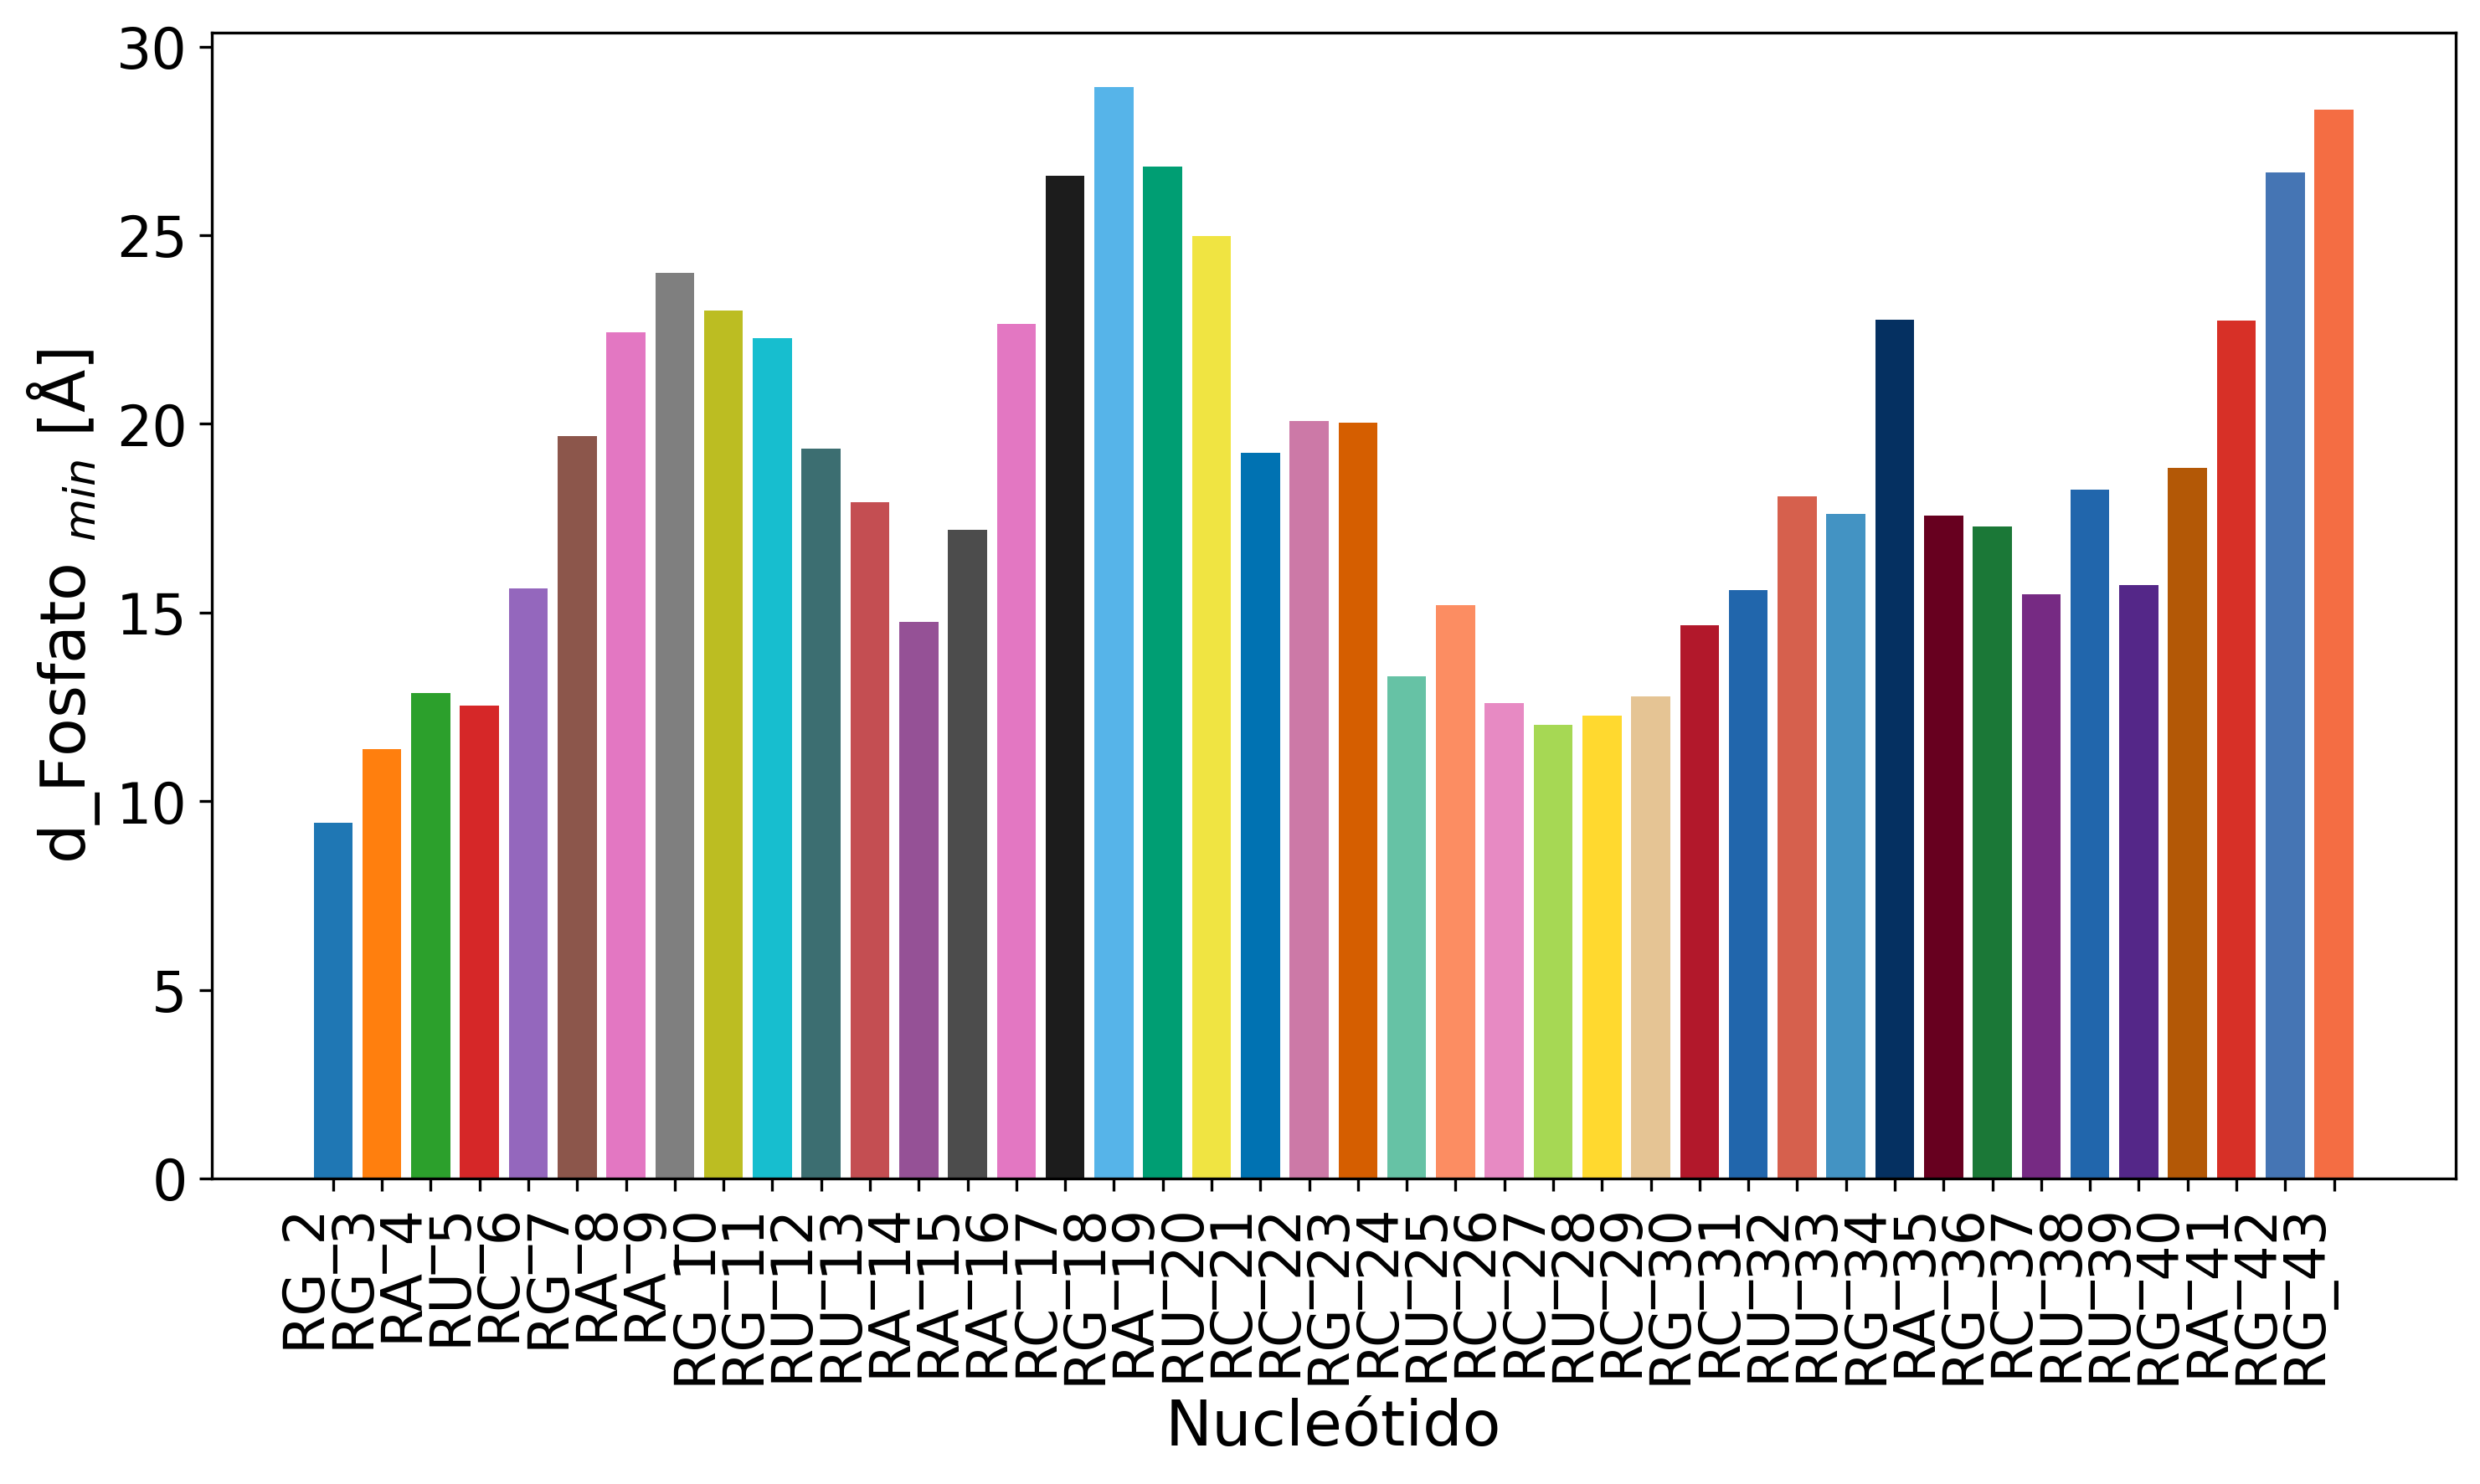 d_Fosfato min [Å]
30
25
20
15
10
5
0
RG_2
RG_3
RA_4
RU_5
RC_6
RG_7
RA_8
RA_9
RG_10
RG_11
RU_12
RU_13
RA_14
RA_15
RA_16
RC_17
RG_18
RA_19
RU_20
RC_21
RC_22
RG_23
RC_24
RU_25
RC_26
RC_27
RU_28
RC_29
RG_30
RC_31
RU_32
RU_33
RG_34
RA_35
RG_36
RC_37
RU_38
RU_39
RG_40
RA_41
RG_42
RG_43
Nucleótido